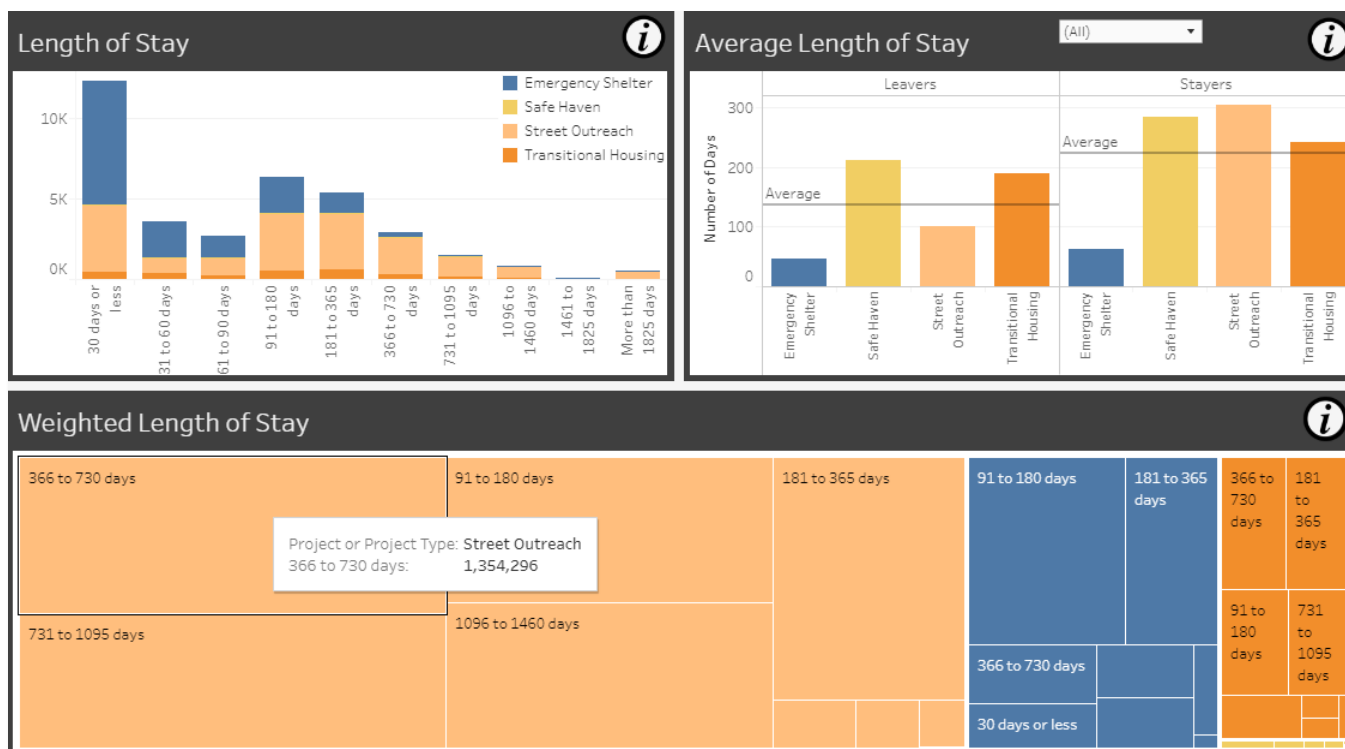 Length of Stay
i
Emergency Shelter
Safe Haven
Street Outreach
Transitional Housing
10K
5K
0K
30 days or
less
31 to 60 days
61 to 90 days
91 to 180
days
181 to 365
days
366 to 730
days
731 to 1095
days
1096 to
1460 days
1461 to
1825 days
More than
1825 days
Average Length of Stay
(All)
i
Leavers
Stayers
Number of Days
300
200
100
0
Average
Average
Emergency
Shelter
Safe Haven
Street
Outreach
Transitional
Housing
Emergency
Shelter
Safe Haven
Street
Outreach
Transitional
Housing
Weighted Length of Stay
i
366 to 730 days
91 to 180 days
181 to 365 days
91 to 180 days
181 to 365
days
366 to
730
days
181
to
365
days
Project or Project Type: Street Outreach
366 to 730 days: 1,354,296
731 to 1095 days
1096 to 1460 days
366 to 730 days
30 days or less
91 to
180
days
731
to
1095
days